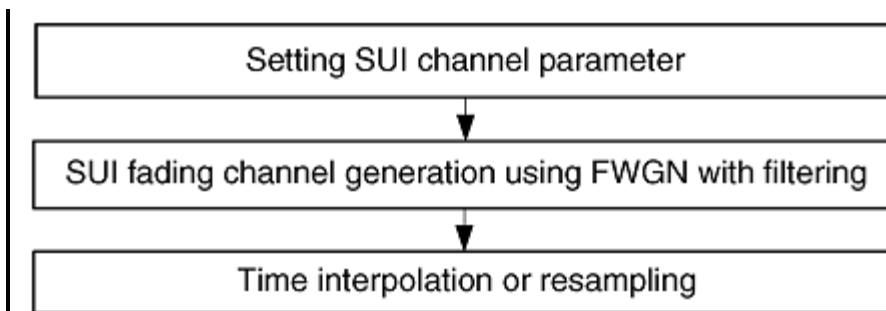 Setting SUI channel parameter
SUI fading channel generation using FWGN with filtering
Time interpolation or resampling